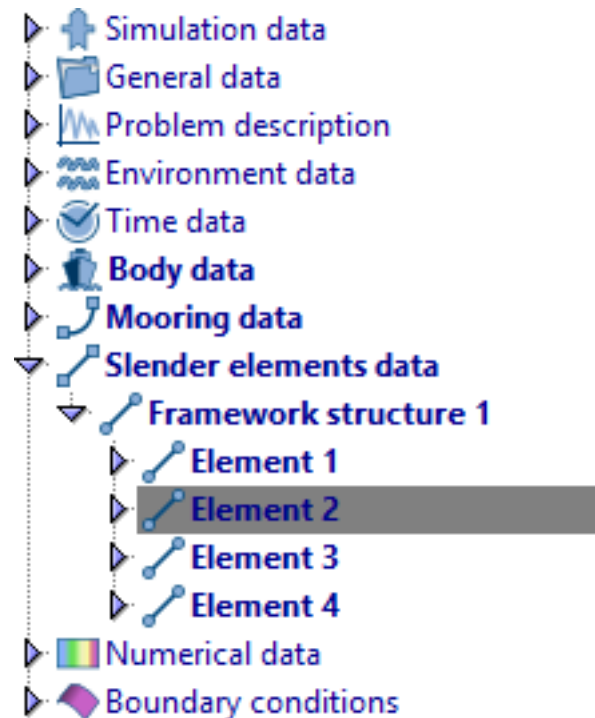 Simulation data
General data
Problem description
Environment data
Time data
Body data
Mooring data
Slender elements data
Framework structure 1
Element 1
Element 2
Element 3
Element 4
Numerical data
Boundary conditions